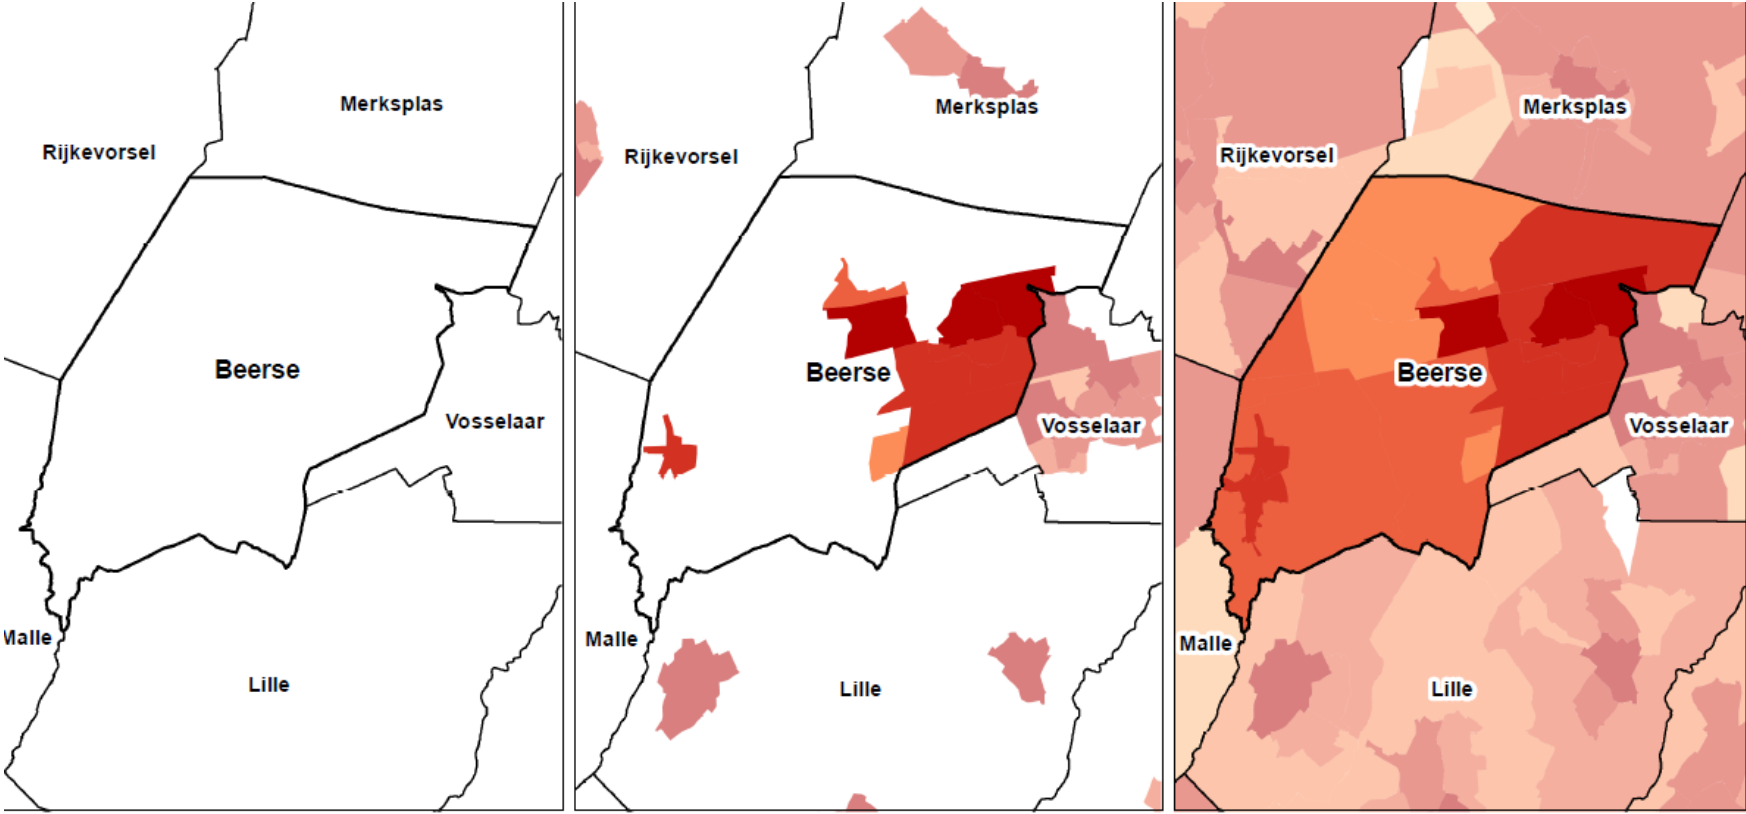 Merksplas
Rijkevorsel
Beerse
Vosselaar
Malle
Lille
Merksplas
Rijkevorsel
Beerse
Vosselaar
Malle
Lille
Merksplas
Rijkevorsel
Beerse
Vosselaar
Malle
Lille